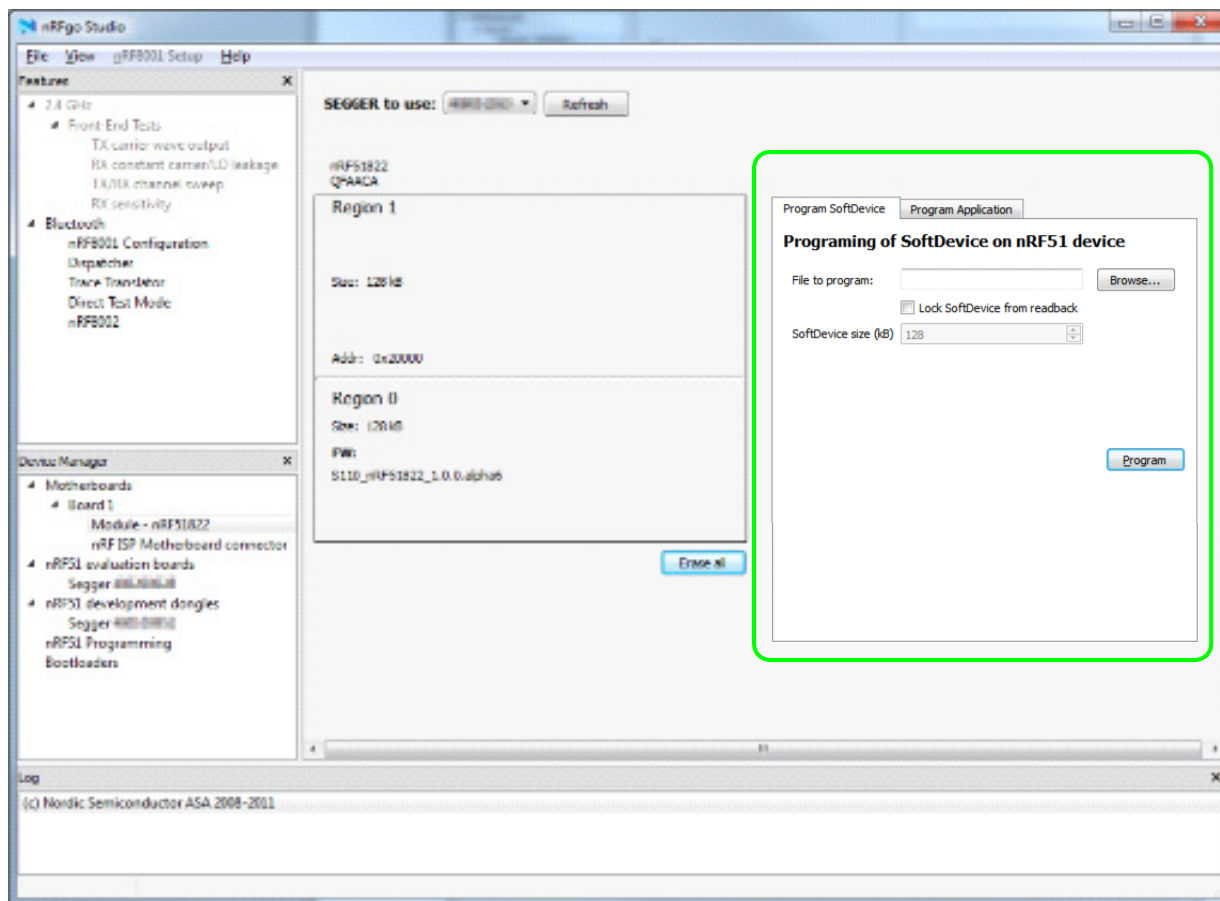 nRFgo Studio
File View nRF8001 Setup Help
Features
2.4 GHz
Front-End Tests
TX carrier wave output
RX constant carrier/LO leakage
TX/RX channel sweep
RX sensitivity
Bluetooth
nRF8001 Configuration
Dispatcher
Trace Translator
Direct Test Mode
nRF8002
Device Manager
Motherboards
Board 1
Module - nRF51822
nRF ISP Motherboard connector
nRF51 evaluation boards
Segger
nRF51 development dongles
Segger
nRF51 Programming
Bootloaders
SEGGER to use: Refresh
nRF51822
QFAACA
Region 1
Size: 128 kB
Addr: 0x20000
Region 0
Size: 128 kB
FW:
S110_nRF51822_1.0.0.alpha6
Erase all
Program SoftDevice Program Application
Programing of SoftDevice on nRF51 device
File to program: Browse...
Lock SoftDevice from readback
SoftDevice size (kB) 128
Program
Log
(c) Nordic Semiconductor ASA 2008-2011